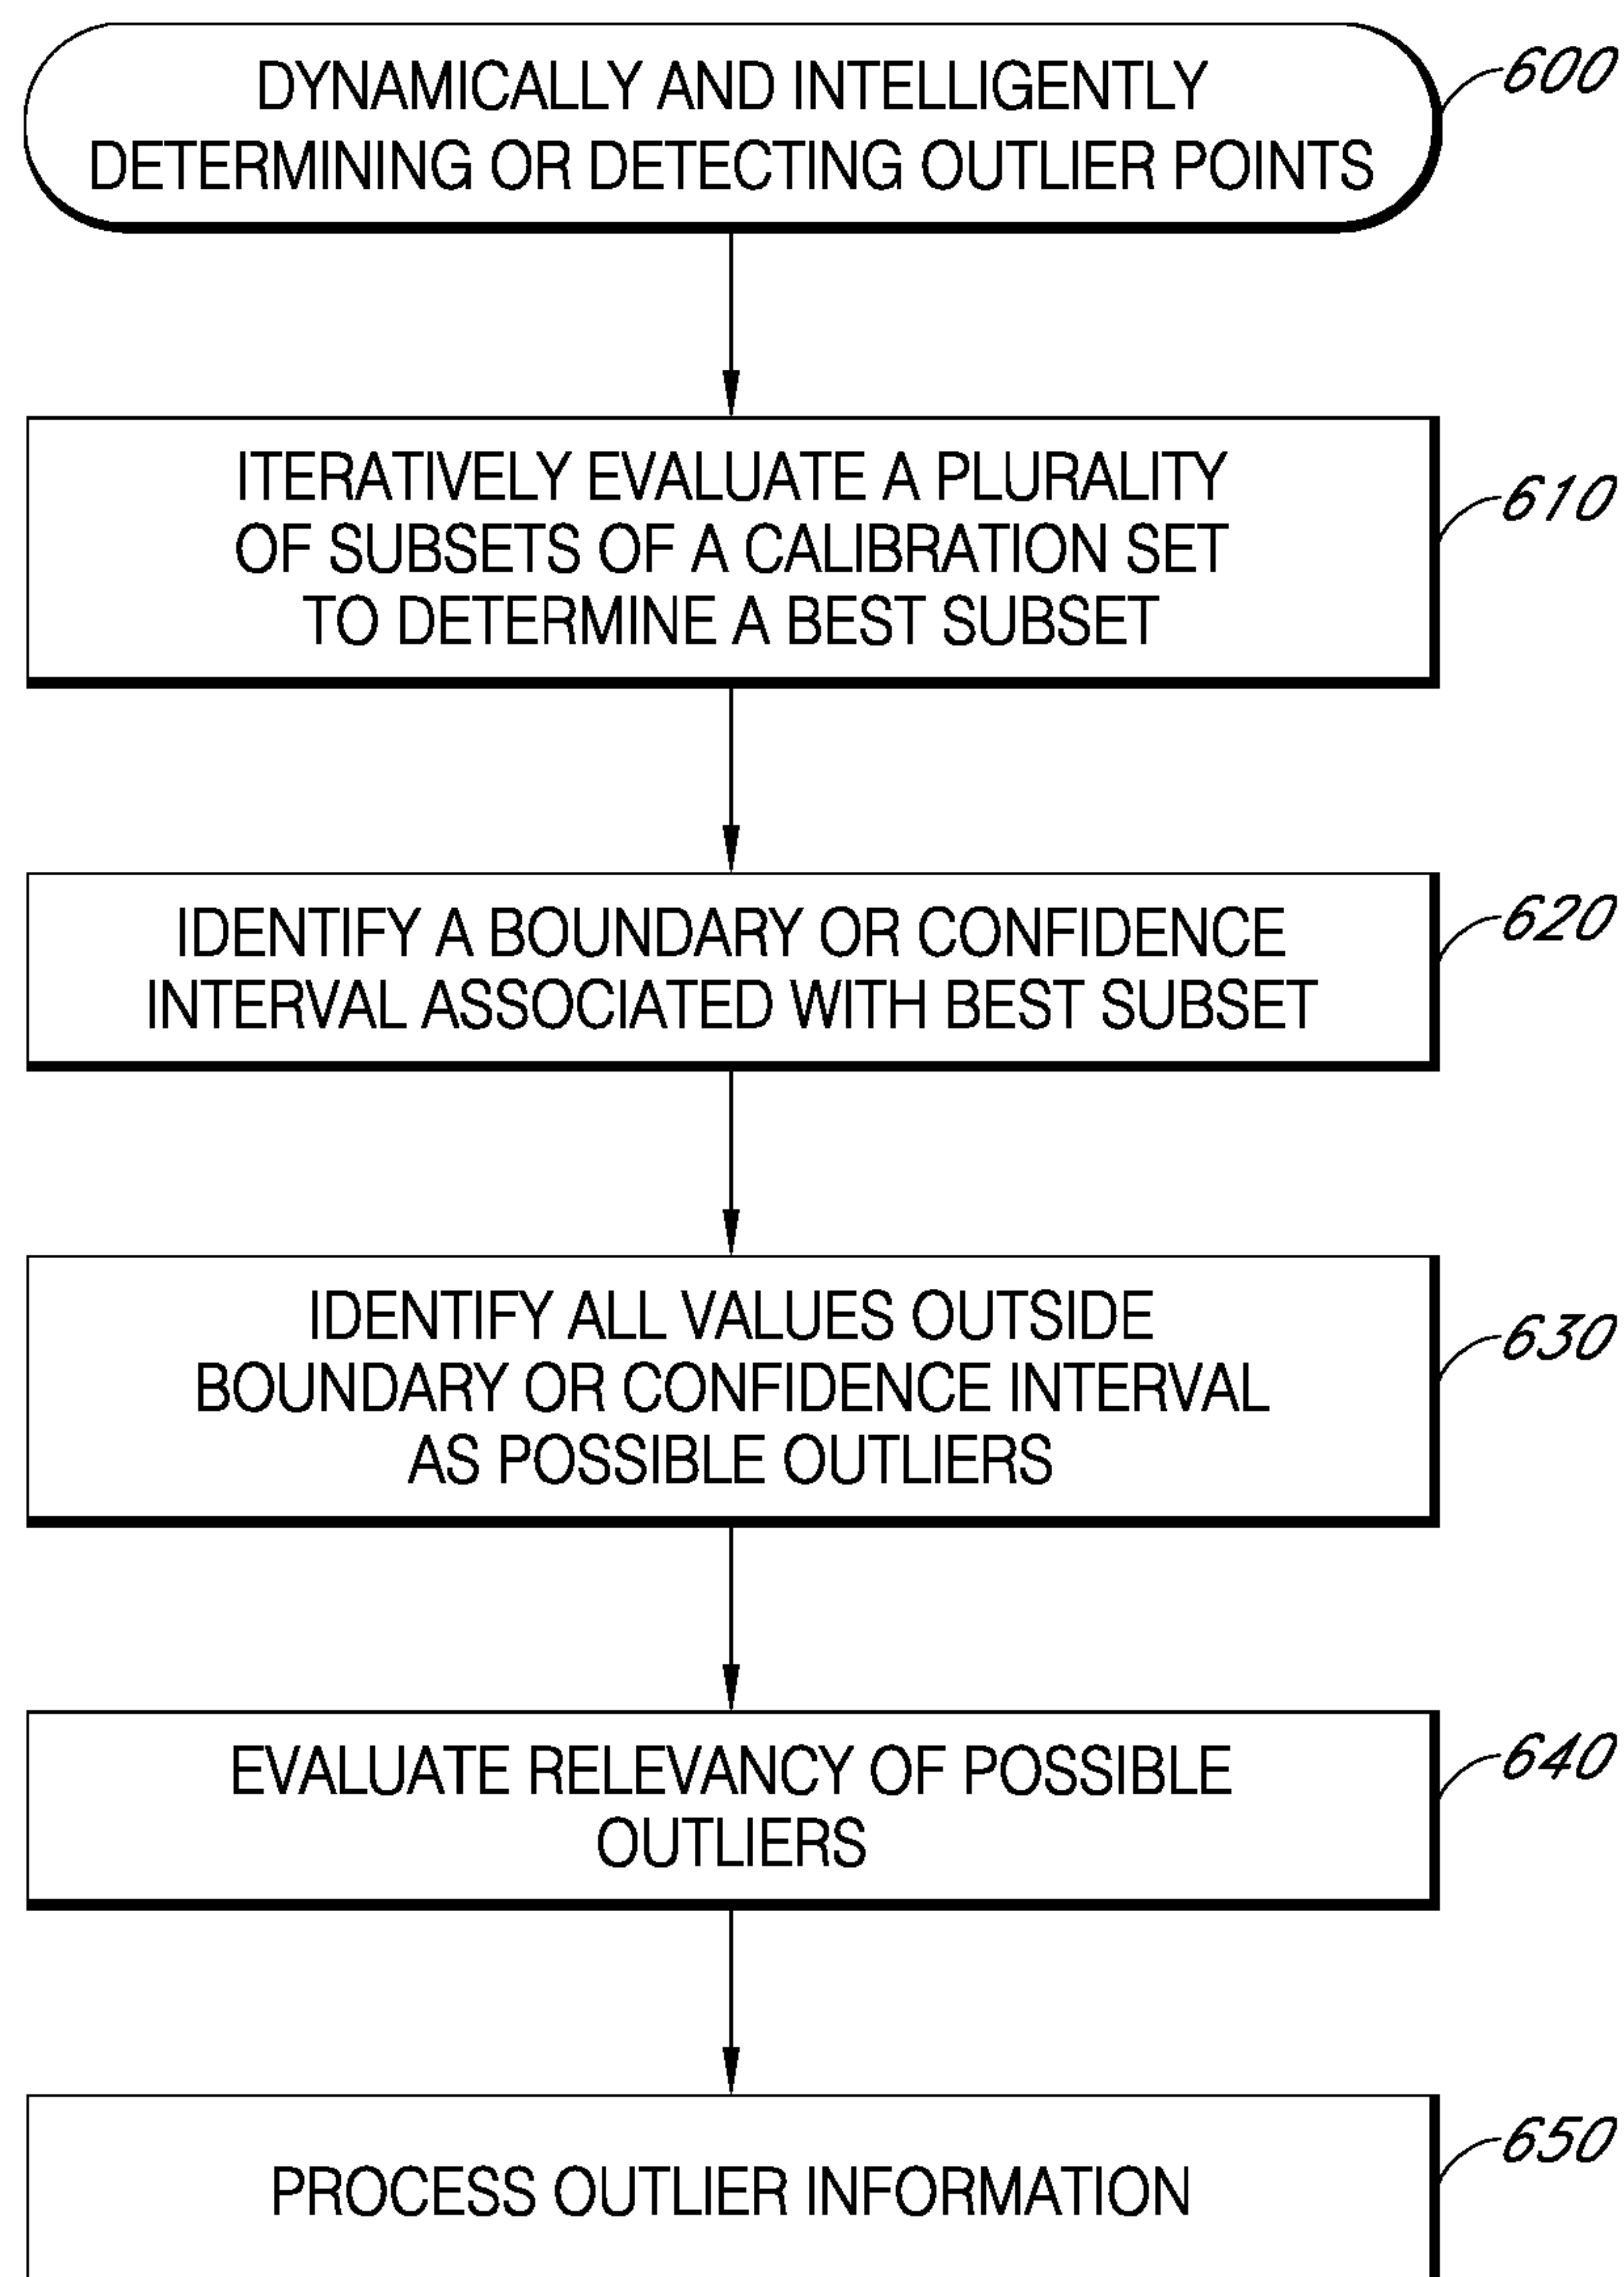 DYNAMICALLY AND INTELLIGENTLY
DETERMINING OR DETECTING OUTLIER POINTS
600
ITERATIVELY EVALUATE A PLURALITY
OF SUBSETS OF A CALIBRATION SET
TO DETERMINE A BEST SUBSET
610
IDENTIFY A BOUNDARY OR CONFIDENCE
INTERVAL ASSOCIATED WITH BEST SUBSET
620
IDENTIFY ALL VALUES OUTSIDE
BOUNDARY OR CONFIDENCE INTERVAL
AS POSSIBLE OUTLIERS
630
EVALUATE RELEVANCY OF POSSIBLE
OUTLIERS
640
PROCESS OUTLIER INFORMATION
650